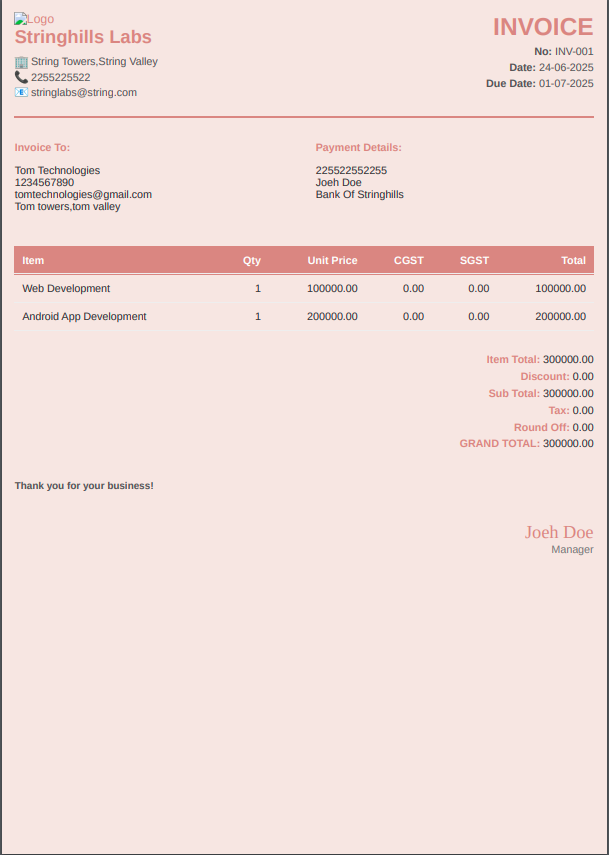 Logo
Stringhills Labs
🏢 String Towers,String Valley
📞 2255225522
📧 stringlabs@string.com
INVOICE
No: INV-001
Date: 24-06-2025
Due Date: 01-07-2025
Invoice To:
Tom Technologies
1234567890
tomtechnologies@gmail.com
Tom towers,tom valley
Payment Details:
225522552255
Joeh Doe
Bank Of Stringhills
Item Qty Unit Price CGST SGST Total
Web Development 1 100000.00 0.00 0.00 100000.00
Android App Development 1 200000.00 0.00 0.00 200000.00
Item Total: 300000.00
Discount: 0.00
Sub Total: 300000.00
Tax: 0.00
Round Off: 0.00
GRAND TOTAL: 300000.00
Thank you for your business!
Joeh Doe
Manager